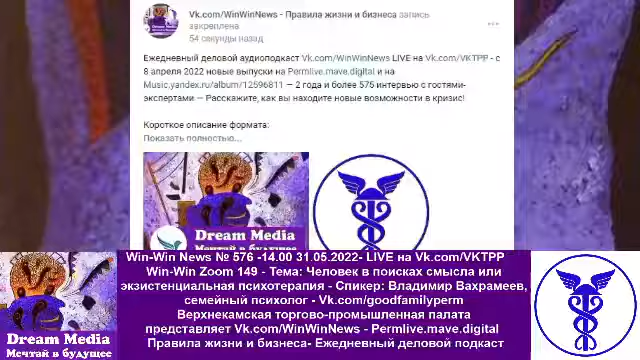 Vk.com/WinWinNews - Правила жизни и бизнеса запись
закреплена
54 секунды назад
Ежедневный деловой аудиоподкаст Vk.com/WinWinNews LIVE на Vk.com/VKTPP - с
8 апреля 2022 новые выпуски на Permlive.mave.digital и на
Music.yandex.ru/album/12596811 — 2 года и более 575 интервью с гостями-
экспертами — Расскажите, как вы находите новые возможности в кризис!
Короткое описание формата:
Показать полностью...
Dream Media
Мечтай в будущее
Win-Win News № 576 -14.00 31.05.2022- LIVE на Vk.com/VKTPP
Win-Win Zoom 149 - Тема: Человек в поисках смысла или
экзистенциальная психотерапия - Спикер: Владимир Вахрамеев,
семейный психолог - Vk.com/goodfamilyperm
Верхнекамская торгово-промышленная палата
представляет Vk.com/WinWinNews - Permlive.mave.digital
Правила жизни и бизнеса- Ежедневный деловой подкаст
Dream Media
Мечтай в будущее